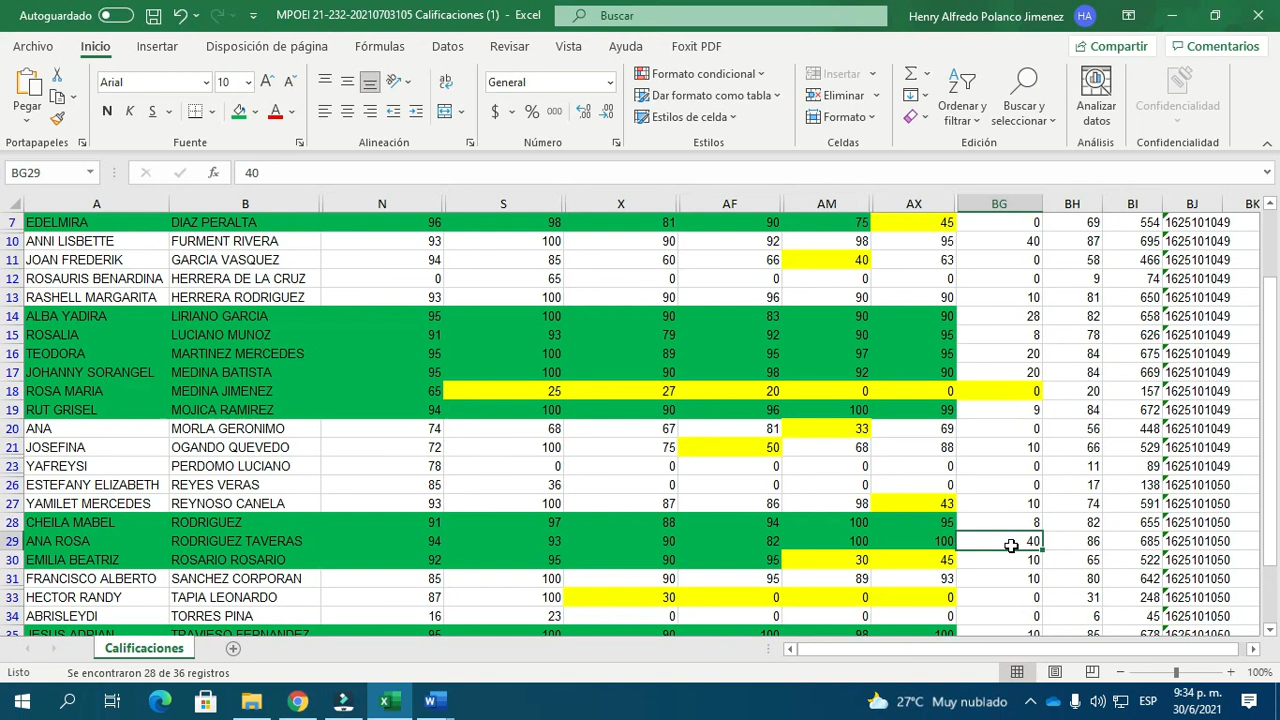 Autoguardado MPOEI 21-232-20210703105 Calificaciones (1) - Excel Buscar Henry Alfredo Polanco Jimenez HA
Archivo Inicio Insertar Disposición de página Fórmulas Datos Revisar Vista Ayuda Foxit PDF Compartir Comentarios
Pegar Arial 10 General Formato condicional Insertar Ordenar y filtrar Buscar y seleccionar Analizar datos Confidencialidad
Dar formato como tabla Eliminar
N K S Estilos de celda Formato
Portapapeles Fuente Alineación Número Estilos Celdas Edición Análisis Confidencialidad
BG29 fx 40
A B N S X AF AM AX BG BH BI BJ BK
7 EDELMIRA DIAZ PERALTA 96 98 81 90 75 45 0 69 554 1625101049
10 ANNI LISBETTE FURMENT RIVERA 93 100 90 92 98 95 40 87 695 1625101049
11 JOAN FREDERIK GARCIA VASQUEZ 94 85 60 66 40 63 0 58 466 1625101049
12 ROSAURIS BENARDINA HERRERA DE LA CRUZ 0 65 0 0 0 0 0 9 74 1625101049
13 RASHELL MARGARITA HERRERA RODRIGUEZ 93 100 90 96 90 90 10 81 650 1625101049
14 ALBA YADIRA LIRIANO GARCIA 95 100 90 83 90 90 28 82 658 1625101049
15 ROSALIA LUCIANO MUNOZ 91 93 79 92 90 90 8 78 626 1625101049
16 TEODORA MARTINEZ MERCEDES 95 100 89 95 97 95 20 84 675 1625101049
17 JOHANNY SORANGEL MEDINA BATISTA 95 100 90 98 92 90 20 84 669 1625101049
18 ROSA MARIA MEDINA JIMENEZ 65 25 27 20 0 0 0 20 157 1625101049
19 RUT GRISEL MOJICA RAMIREZ 94 100 90 96 100 99 9 84 672 1625101049
20 ANA MORLA GERONIMO 74 68 67 81 33 69 0 56 448 1625101049
21 JOSEFINA OGANDO QUEVEDO 72 100 75 50 68 88 10 66 529 1625101049
23 YAFREYSI PERDOMO LUCIANO 78 0 0 0 0 0 0 11 89 1625101049
26 ESTEFANY ELIZABETH REYES VERAS 85 36 0 0 0 0 0 17 138 1625101050
27 YAMILET MERCEDES REYNOSO CANELA 93 100 87 86 98 43 10 74 591 1625101050
28 CHEILA MABEL RODRIGUEZ 91 97 88 94 100 95 8 82 655 1625101050
29 ANA ROSA RODRIGUEZ TAVERAS 94 93 90 82 100 100 40 86 685 1625101050
30 EMILIA BEATRIZ ROSARIO ROSARIO 95 100 90 95 30 45 10 65 522 1625101050
31 FRANCISCO ALBERTO SANCHEZ CORPORAN 85 100 90 95 89 93 10 80 642 1625101050
33 HECTOR RANDY TAPIA LEONARDO 87 100 30 0 0 0 0 31 248 1625101050
34 ABRISLEYDI TORRES PINA 16 23 0 0 0 0 0 6 45 1625101050
35 JESUS ADRIAN TRAVIESO FERNANDEZ 95 100 90 95 98 100 10 85 678 1625101050
Calificaciones
Listo Se encontraron 28 de 36 registros 100%
27°C Muy nublado ESP 9:34 p. m.
30/6/2021